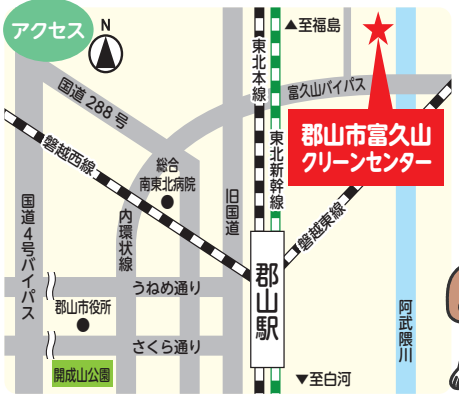 アクセス
N
▲至福島
東北本線
富久山バイパス
国道288号
郡山市富久山
クリーンセンター
東北新幹線
磐越西線
総合
南東北病院
旧国道
磐越東線
国道4号バイパス
内環状線
うねめ通り
郡山駅
郡山市役所
阿武隈川
さくら通り
開成山公園
▼至白河